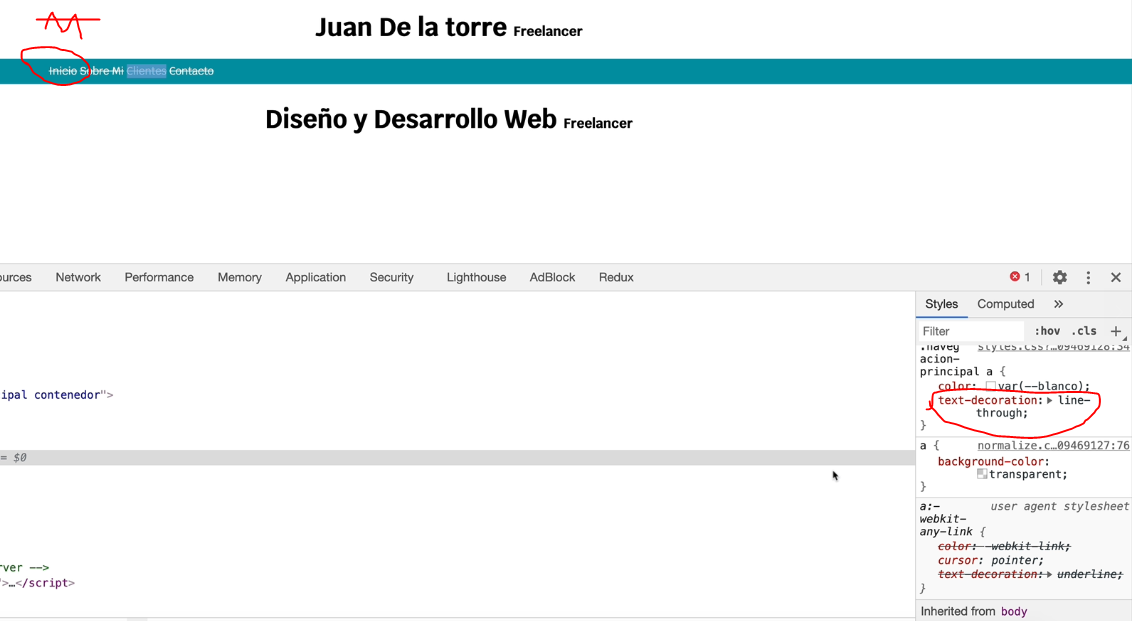 Juan De la torre Freelancer
Inicio Sobre Mi Clientes Contacto
Diseño y Desarrollo Web Freelancer
ources Network Performance Memory Application Security Lighthouse AdBlock Redux 1
Styles Computed »
Filter :hov .cls +
.naveg styles.css?…09469128:34
acion-
principal a {
color: var(--blanco);
text-decoration: ▸ line-
through;
}
a { normalize.c…09469127:76
background-color:
transparent;
}
a:- user agent stylesheet
webkit-
any-link {
color: -webkit-link;
cursor: pointer;
text-decoration: ▸ underline;
}
Inherited from body
ipal contenedor">
= $0
rver -->
">…</script>